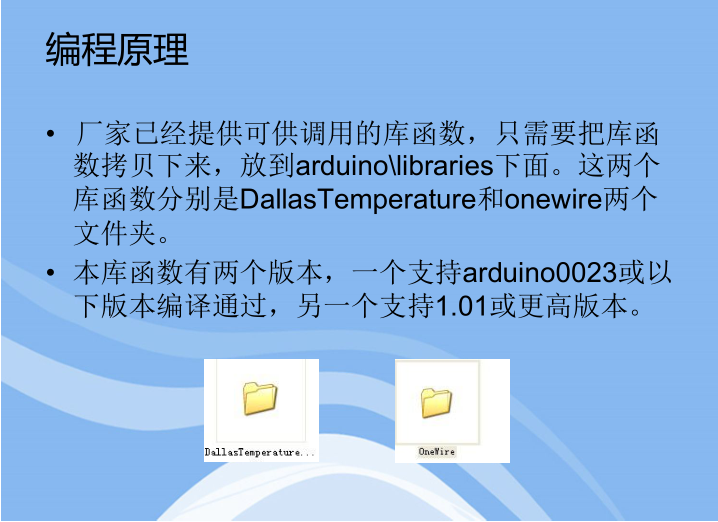 编程原理
• 厂家已经提供可供调用的库函数，只需要把库函
数拷贝下来，放到arduino\libraries下面。这两个
库函数分别是DallasTemperature和onewire两个
文件夹。
• 本库函数有两个版本，一个支持arduino0023或以
下版本编译通过，另一个支持1.01或更高版本。
DallasTemperature...
OneWire